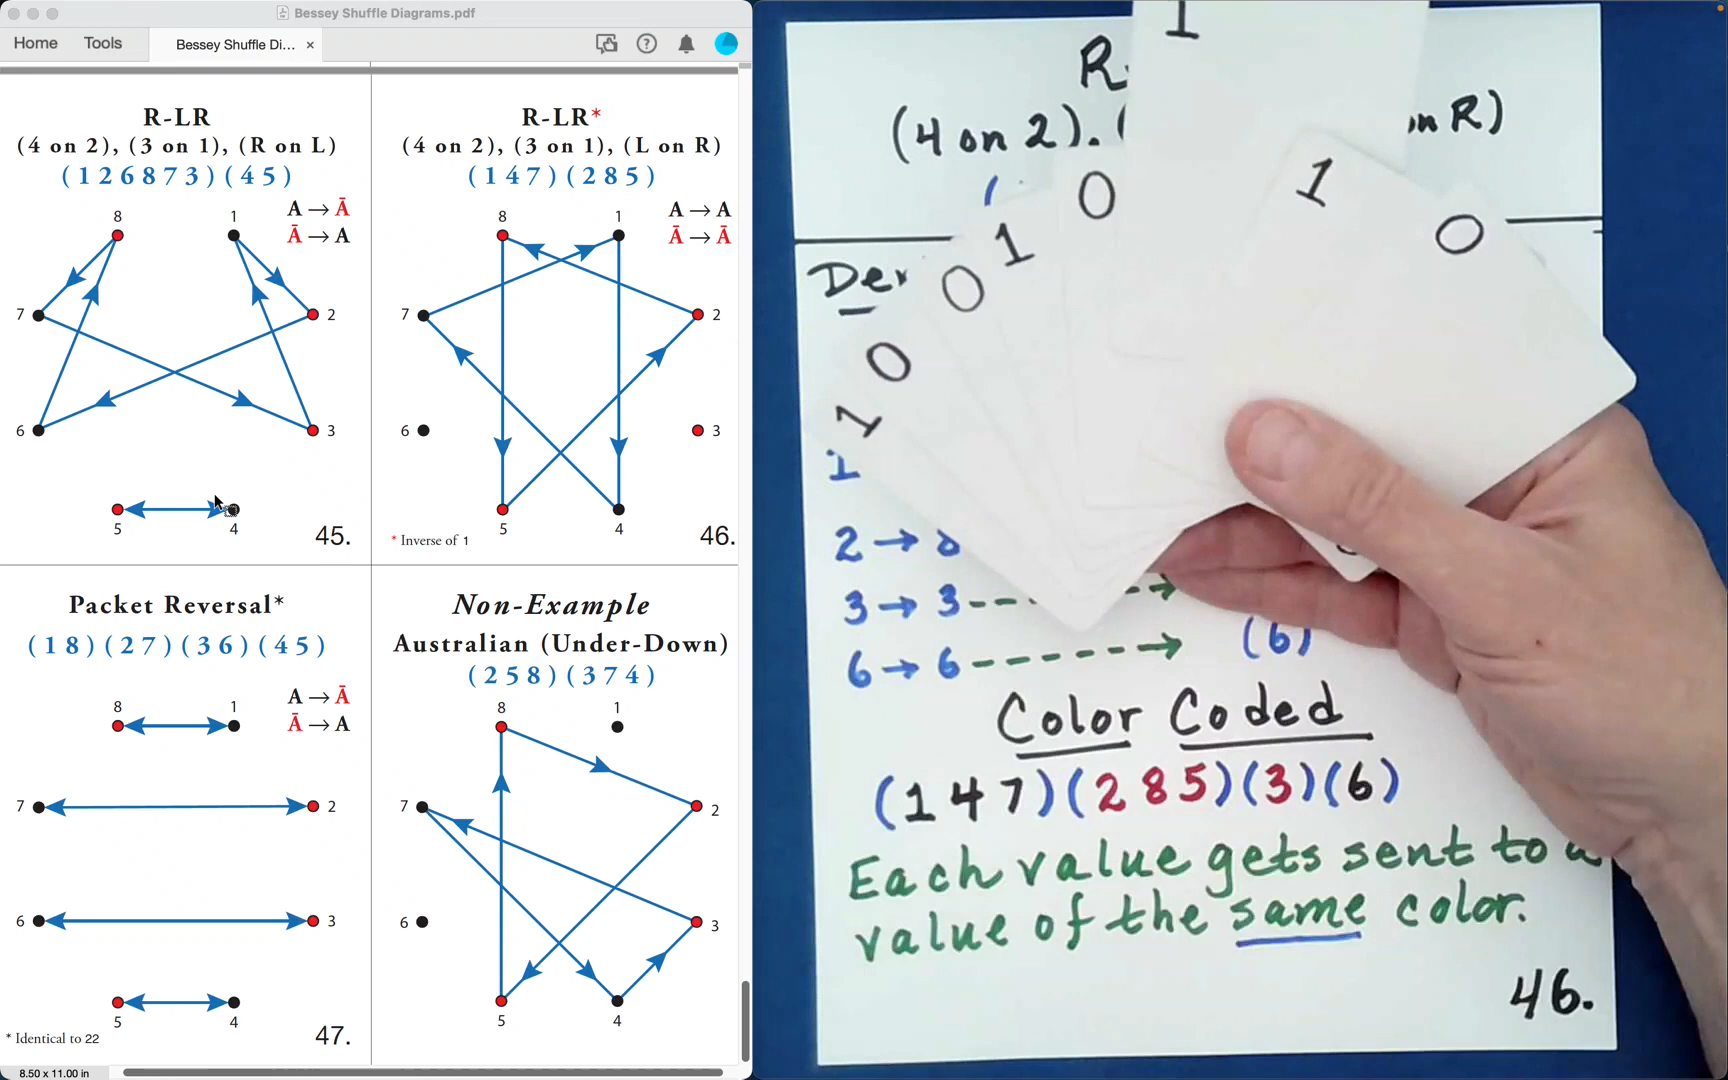 Bessey Shuffle Diagrams.pdf
Home Tools Bessey Shuffle Di... ×
R-LR
(4 on 2), (3 on 1), (R on L)
(1 2 6 8 7 3) (4 5)
A → Ā
Ā → A
8 1
7 2
6 3
5 4
45.
R-LR*
(4 on 2), (3 on 1), (L on R)
(1 4 7) (2 8 5)
A → A
Ā → Ā
8 1
7 2
6 3
5 4
* Inverse of 1
46.
Packet Reversal*
(1 8) (2 7) (3 6) (4 5)
A → Ā
Ā → A
8 1
7 2
6 3
5 4
* Identical to 22
47.
Non-Example
Australian (Under-Down)
(2 5 8) (3 7 4)
8 1
7 2
6 3
5 4
8.50 x 11.00 in
(4 on 2).
on R)
1
1 0
0 1
0 1
0
1
2 →
3 → 3
6 → 6 (6)
Color Coded
(1 4 7)(2 8 5)(3)(6)
Each value gets sent to a
value of the same color.
46.